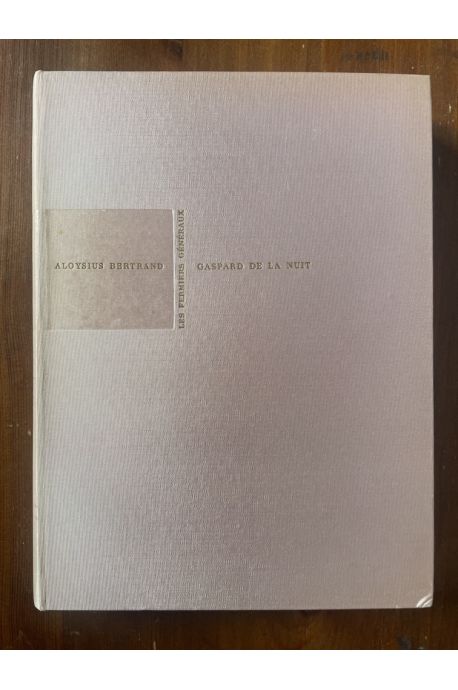 ALOYSIUS BERTRAND
LES FERMIERS GÉNÉRAUX
GASPARD DE LA NUIT